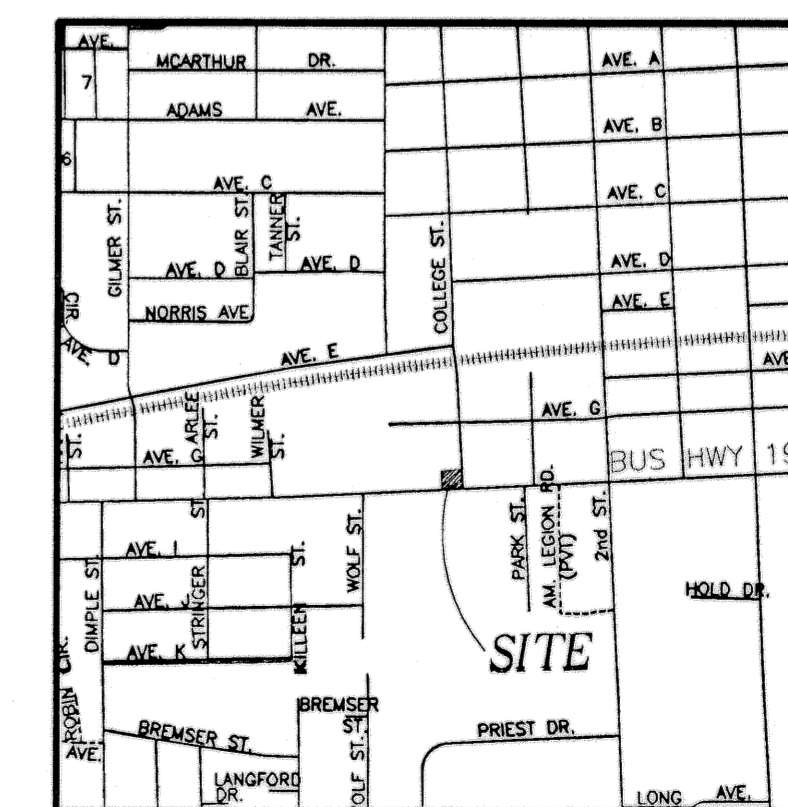 AVE.
MCARTHUR DR.
AVE. A
7
ADAMS AVE.
AVE. B
6
AVE. C
AVE. C
GILMER ST.
BLAIR ST.
TANNER ST.
COLLEGE ST.
AVE. D
AVE. D
AVE. D
CIR.
NORRIS AVE.
AVE. E
AVE. D
AVE. E
AVE
ARLEE ST.
WILMER ST.
AVE. G
ST.
AVE. G
BUS HWY 19
ST.
WOLF ST.
PARK ST.
AM. LEGION RD.
(PVT)
2nd ST.
AVE. I
DIMPLE ST.
STRINGER
KILLEEN ST.
HOLD DR.
AVE. J
AVE. K
SITE
ROBIN CIR.
BREMSER ST.
BREMSER ST.
PRIEST DR.
AVE.
OLF ST.
LANGFORD DR.
LONG AVE.